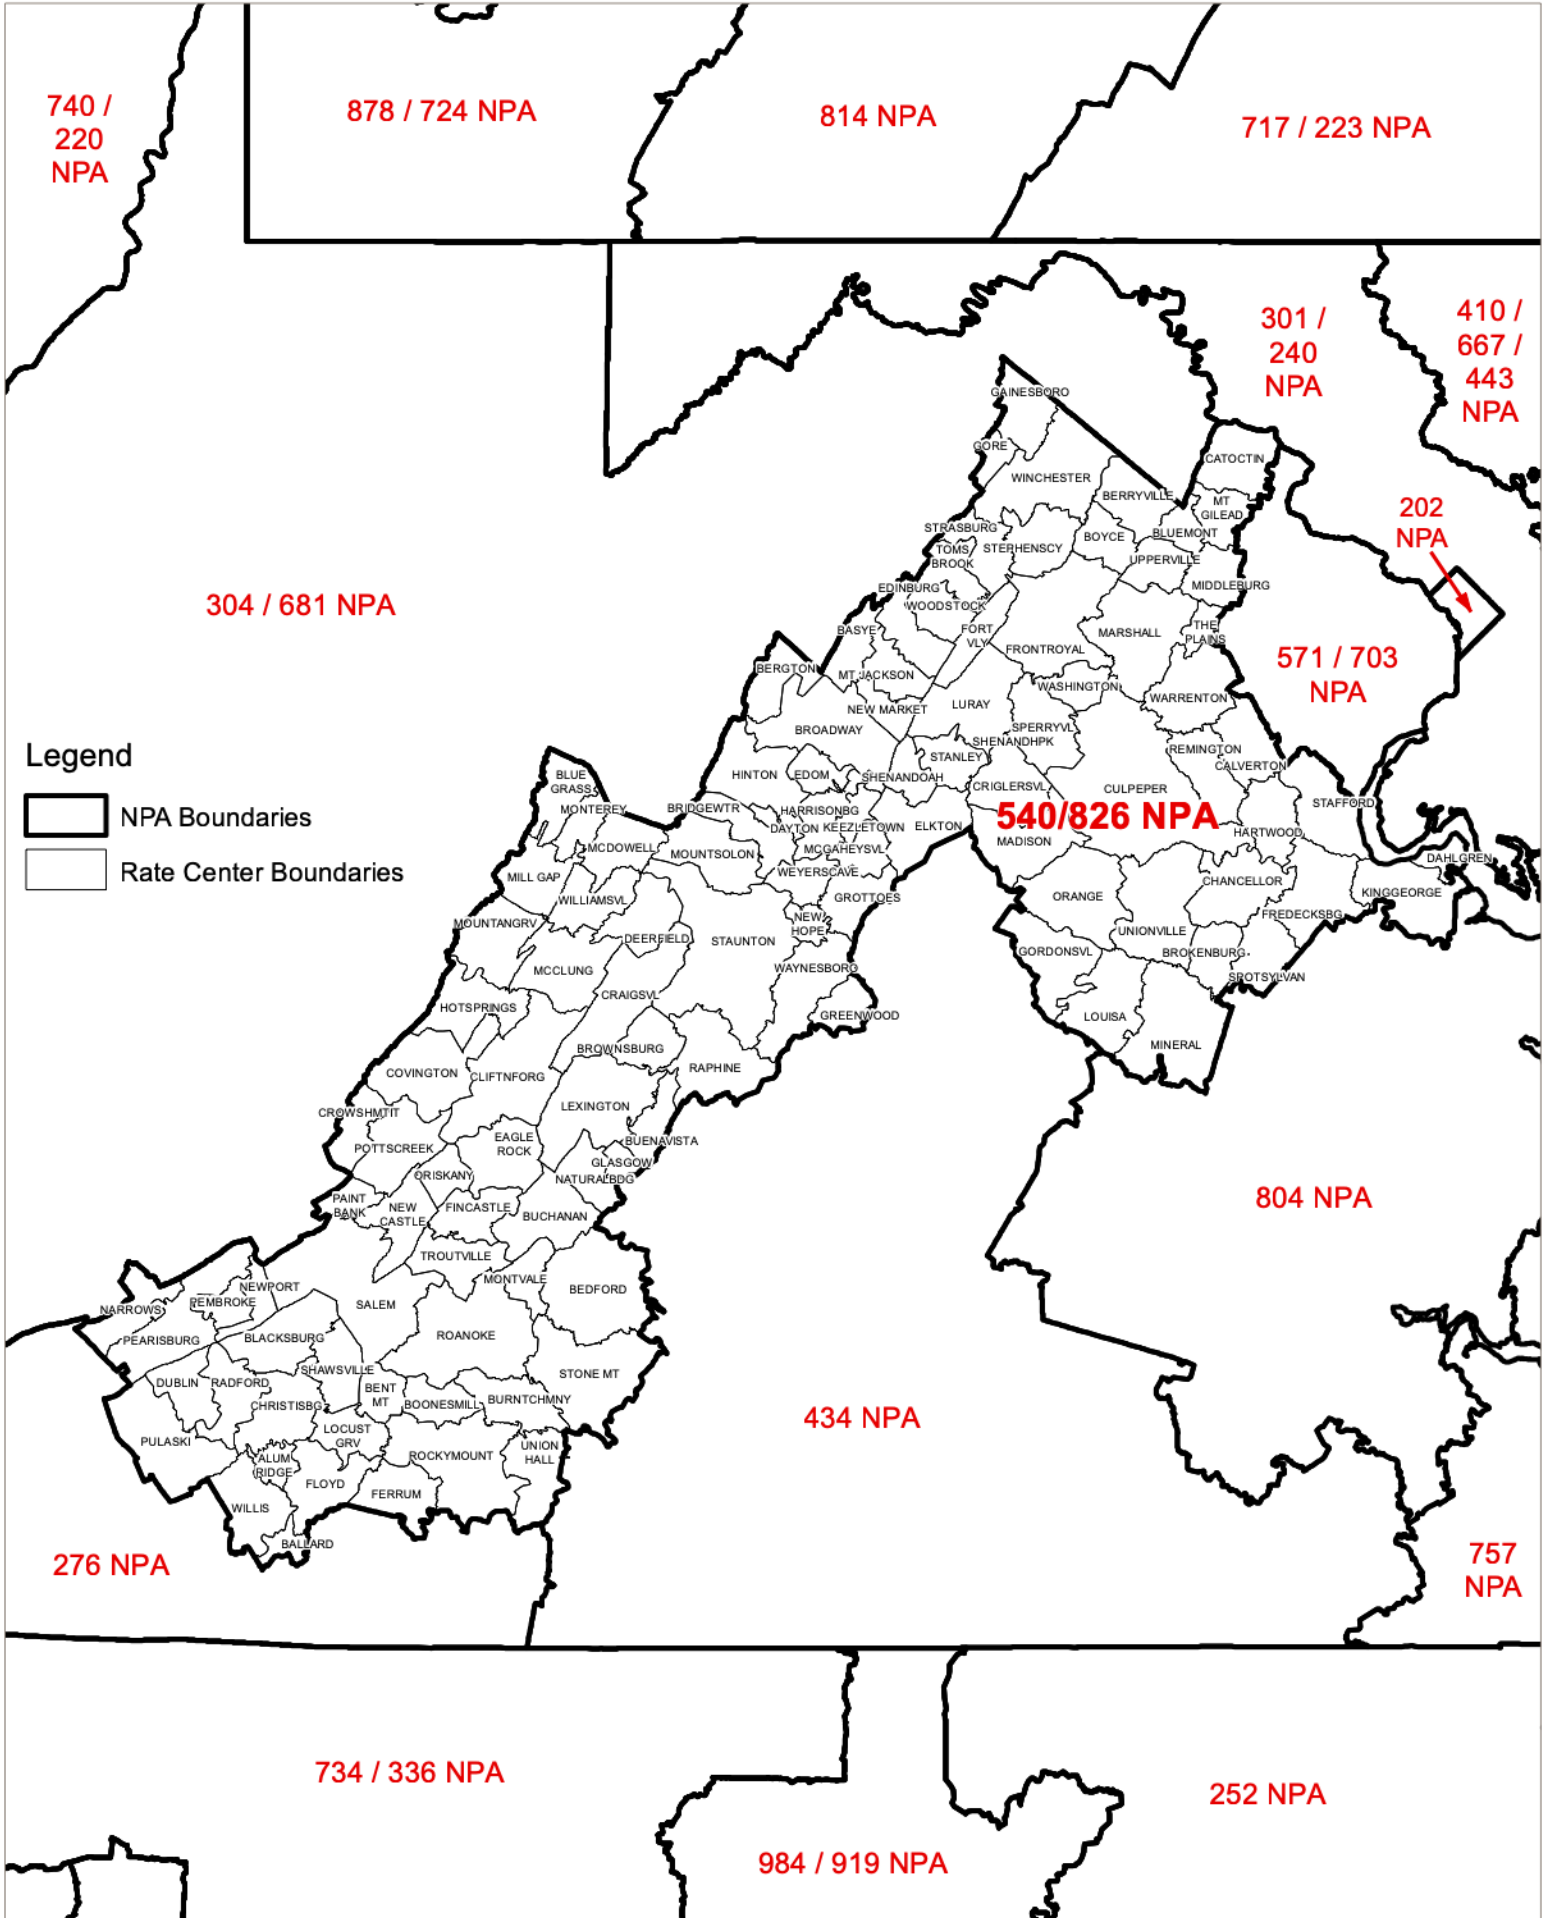 740 /
220
NPA
878 / 724 NPA
814 NPA
717 / 223 NPA
301 /
240
NPA
410 /
667 /
443
NPA
202
NPA
304 / 681 NPA
571 / 703
NPA
GAINESBORO
GORE
CATOCTIN
WINCHESTER
BERRYVILLE
MT
GILEAD
STRASBURG
BOYCE
BLUEMONT
TOMS
BROOK
STEPHENSCY
UPPERVILLE
EDINBURG
MIDDLEBURG
WOODSTOCK
BASYE
FORT
VLY
MARSHALL
THE
PLAINS
FRONTROYAL
BERGTON
MT JACKSON
WASHINGTON
WARRENTON
NEW MARKET
LURAY
BROADWAY
SPERRYVL
SHENANDHPK
REMINGTON
STANLEY
CALVERTON
HINTON
EDOM
SHENANDOAH
CRIGLERSVL
CULPEPER
540/826 NPA
STAFFORD
Legend
NPA Boundaries
Rate Center Boundaries
BLUE
GRASS
MONTEREY
BRIDGEWTR
HARRISONBG
DAYTON
KEEZLETOWN
ELKTON
HARTWOOD
MADISON
MCDOWELL
MOUNTSOLON
MCGAHEYSVL
DAHLGREN
WEYERSCAVE
MILL GAP
CHANCELLOR
KINGGEORGE
WILLIAMSVL
GROTTOES
ORANGE
MOUNTANGRV
NEW
HOPE
FREDECKSBG
DEERFIELD
STAUNTON
UNIONVILLE
GORDONSVL
BROKENBURG
MCCLUNG
WAYNESBORO
SPOTSYLVAN
CRAIGSVL
HOTSPRINGS
GREENWOOD
LOUISA
BROWNSBURG
MINERAL
COVINGTON
CLIFTNFORG
RAPHINE
CROWSHMTIT
LEXINGTON
POTTSCREEK
EAGLE
ROCK
BUENAVISTA
GLASGOW
ORISKANY
NATURALBDG
804 NPA
PAINT
BANK
NEW
CASTLE
FINCASTLE
BUCHANAN
TROUTVILLE
MONTVALE
BEDFORD
NEWPORT
NARROWS
PEMBROKE
SALEM
PEARISBURG
BLACKSBURG
ROANOKE
SHAWSVILLE
STONE MT
DUBLIN
RADFORD
BENT
MT
BOONESMILL
BURNTCHMNY
CHRISTISBG
434 NPA
PULASKI
LOCUST
GRV
ROCKYMOUNT
UNION
HALL
ALUM
RIDGE
FLOYD
FERRUM
WILLIS
BALLARD
276 NPA
757
NPA
734 / 336 NPA
252 NPA
984 / 919 NPA